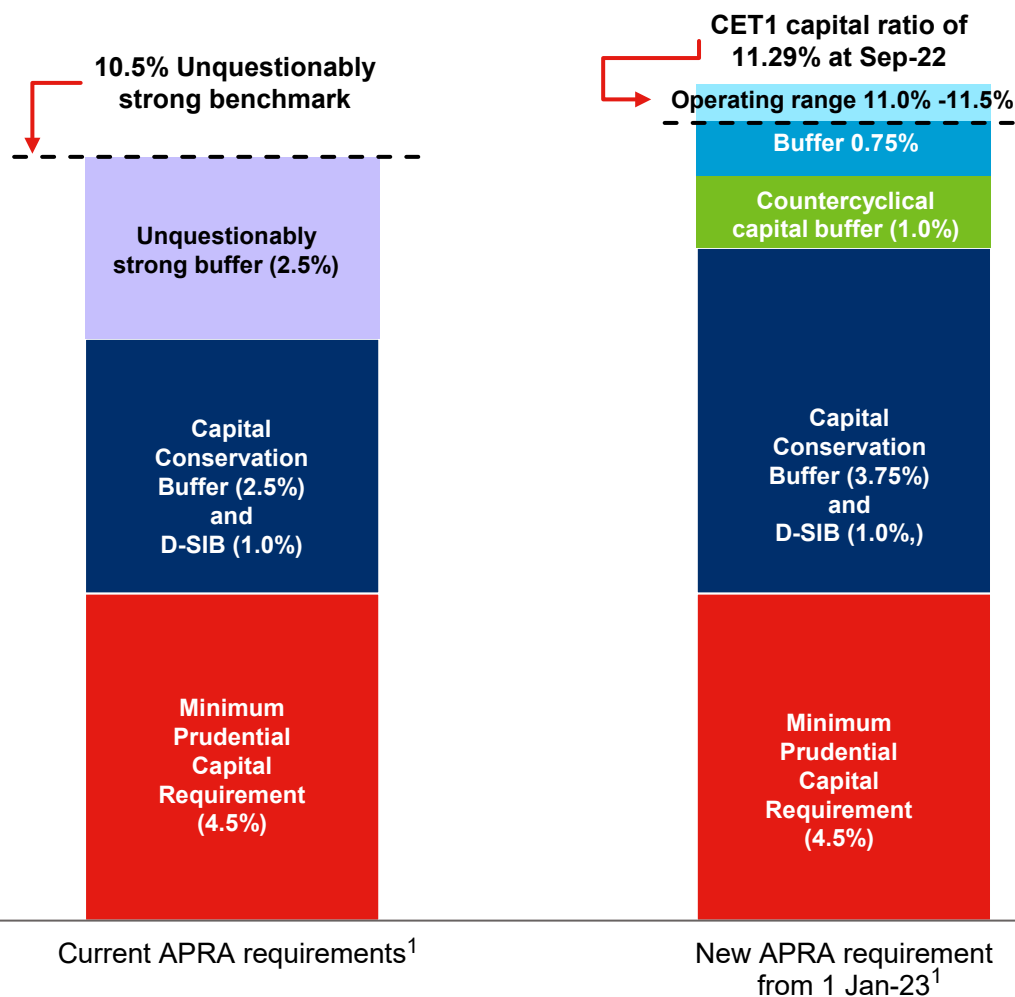 10.5% Unquestionably
strong benchmark
Unquestionably
strong buffer (2.5%)
Capital
Conservation
Buffer (2.5%)
and
D-SIB (1.0%)
Minimum
Prudential
Capital
Requirement
(4.5%)
Current APRA requirements1
CET1 capital ratio of
11.29% at Sep-22
Operating range 11.0% -11.5%
Buffer 0.75%
Countercyclical
capital buffer (1.0%)
Capital
Conservation
Buffer (3.75%)
and
D-SIB (1.0%,)
Minimum
Prudential
Capital
Requirement
(4.5%)
New APRA requirement
from 1 Jan-231